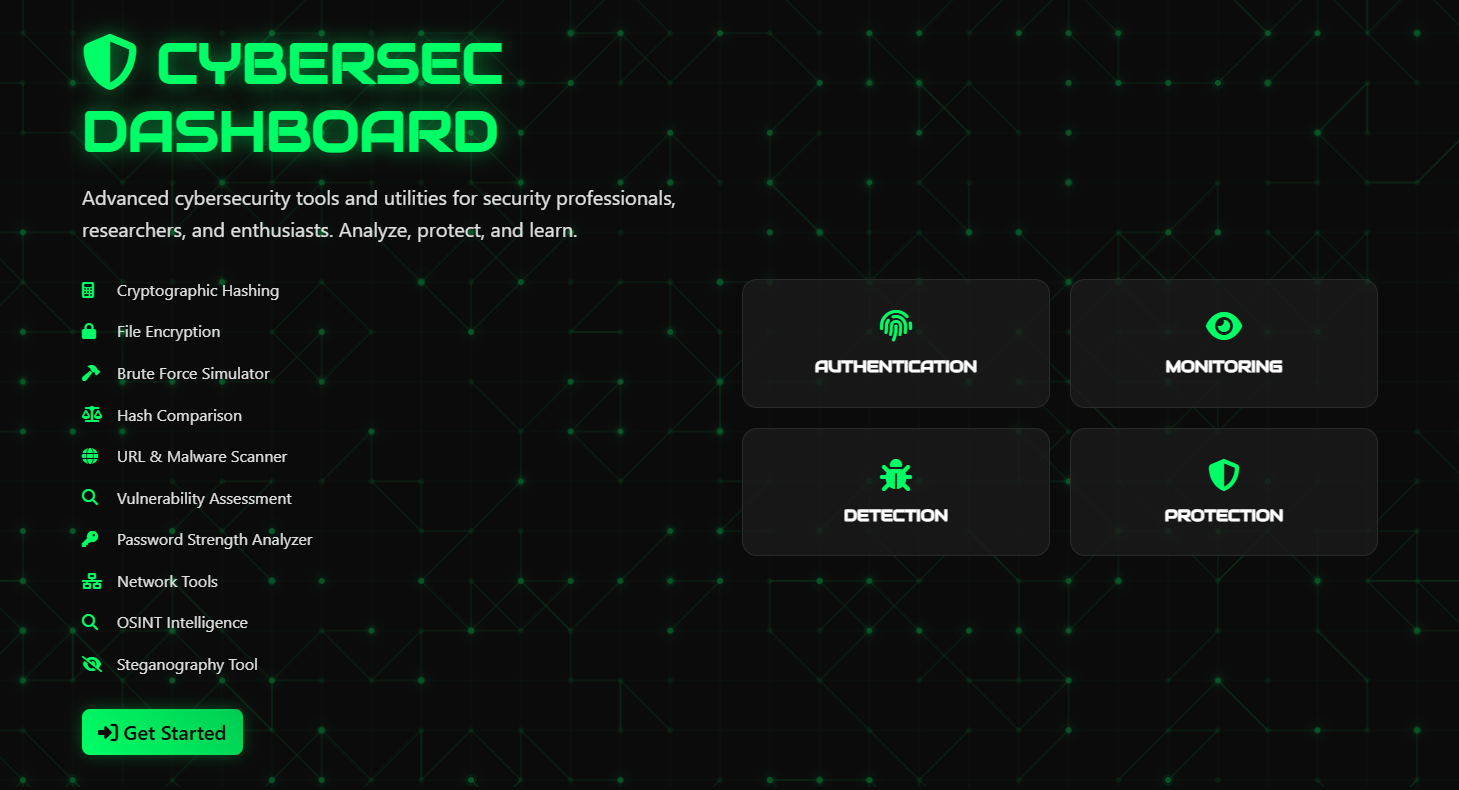 CYBERSEC
DASHBOARD
Advanced cybersecurity tools and utilities for security professionals,
researchers, and enthusiasts. Analyze, protect, and learn.
Cryptographic Hashing
File Encryption
Brute Force Simulator
Hash Comparison
URL & Malware Scanner
Vulnerability Assessment
Password Strength Analyzer
Network Tools
OSINT Intelligence
Steganography Tool
Get Started
AUTHENTICATION
MONITORING
DETECTION
PROTECTION